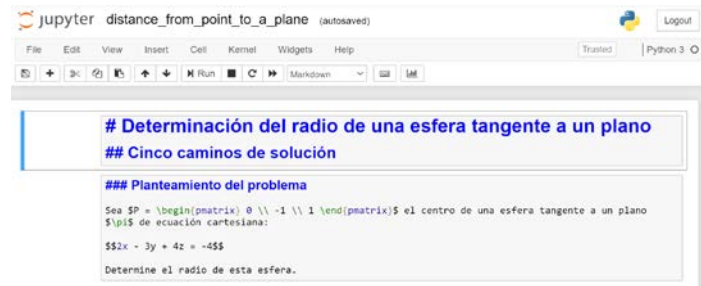 jupyter distance_from_point_to_a_plane (autosaved)
Logout
File Edit View Insert Cell Kernel Widgets Help
Trusted Python 3
Run Markdown
# Determinación del radio de una esfera tangente a un plano
## Cinco caminos de solución
### Planteamiento del problema
Sea $P = \begin{pmatrix} 0 \\ -1 \\ 1 \end{pmatrix}$ el centro de una esfera tangente a un plano
$\pi$ de ecuación cartesiana:
$$2x - 3y + 4z = -4$$
Determine el radio de esta esfera.